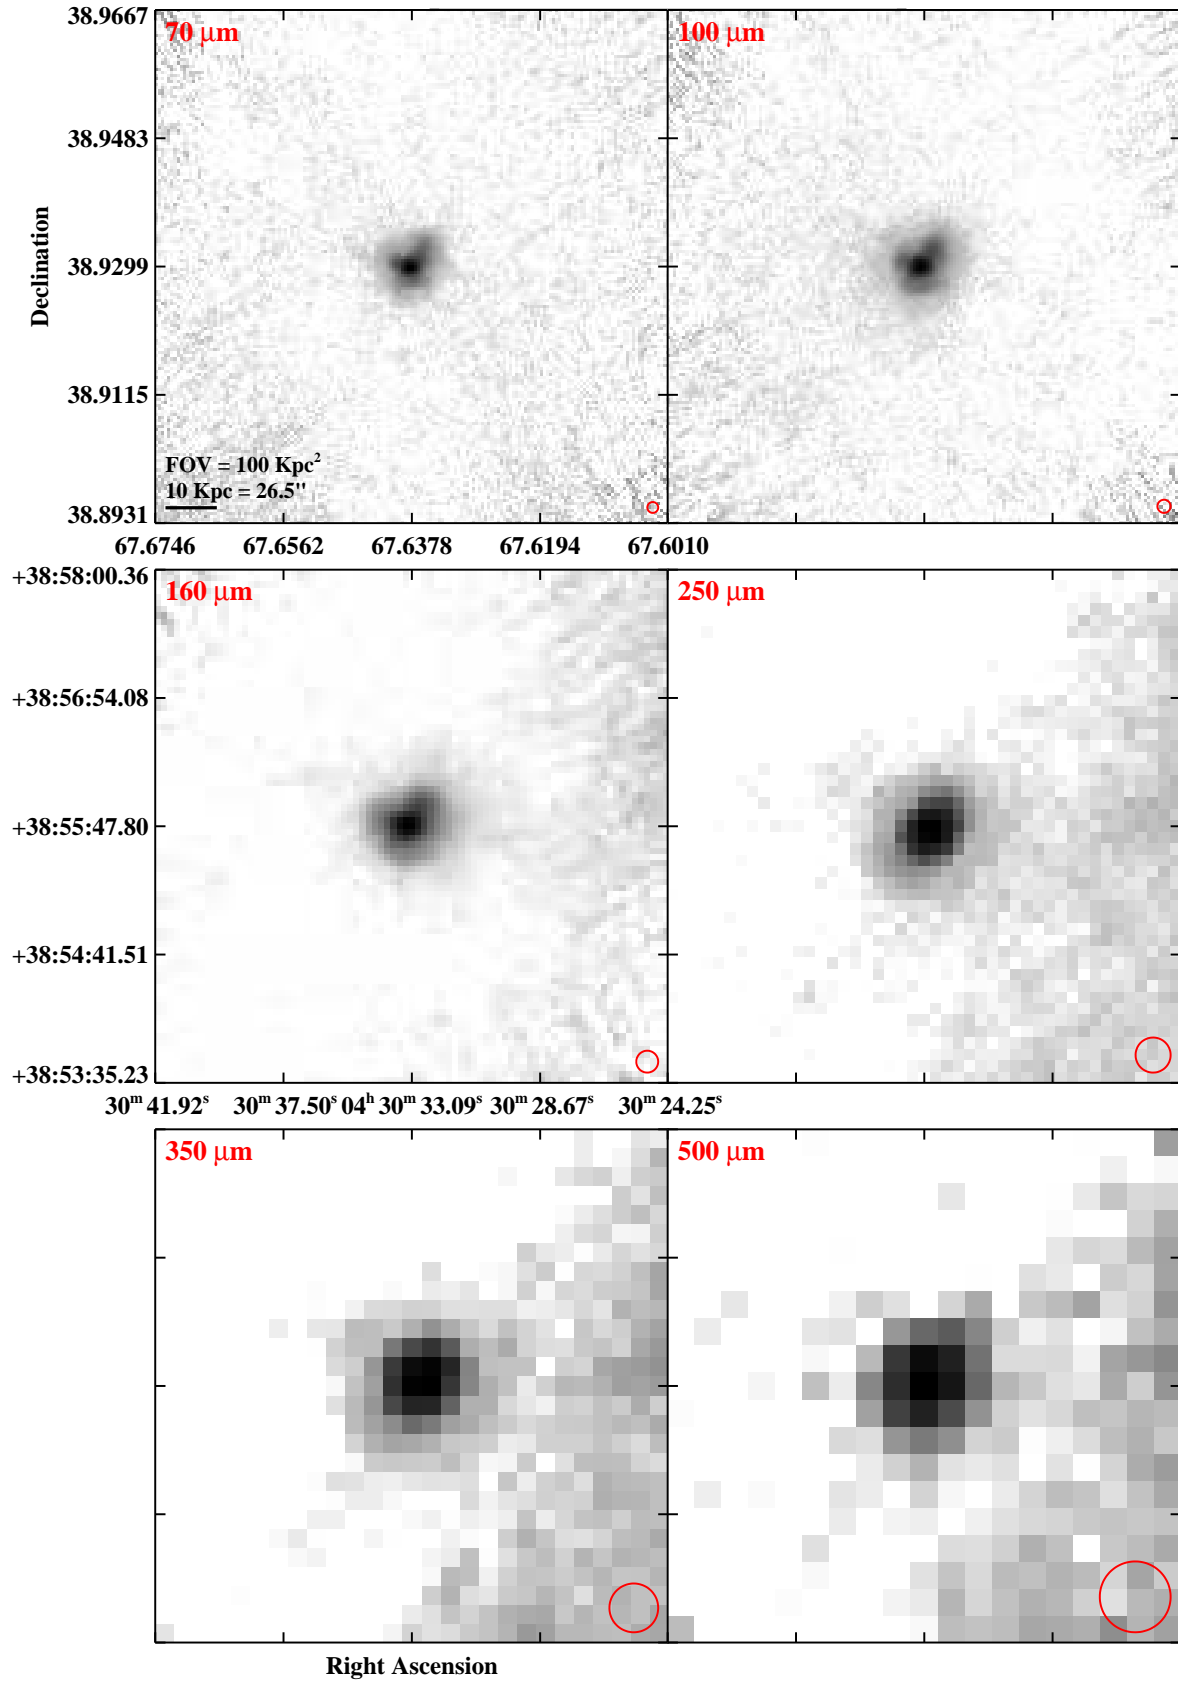 38.9667
70 μm
100 μm
38.9483
Declination
38.9299
38.9115
FOV = 100 Kpc²
10 Kpc = 26.5"
38.8931
67.6746 67.6562 67.6378 67.6194 67.6010
+38:58:00.36
160 μm
250 μm
+38:56:54.08
+38:55:47.80
+38:54:41.51
+38:53:35.23
30ᵐ 41.92ˢ 30ᵐ 37.50ˢ 04ʰ 30ᵐ 33.09ˢ 30ᵐ 28.67ˢ 30ᵐ 24.25ˢ
350 μm
500 μm
Right Ascension